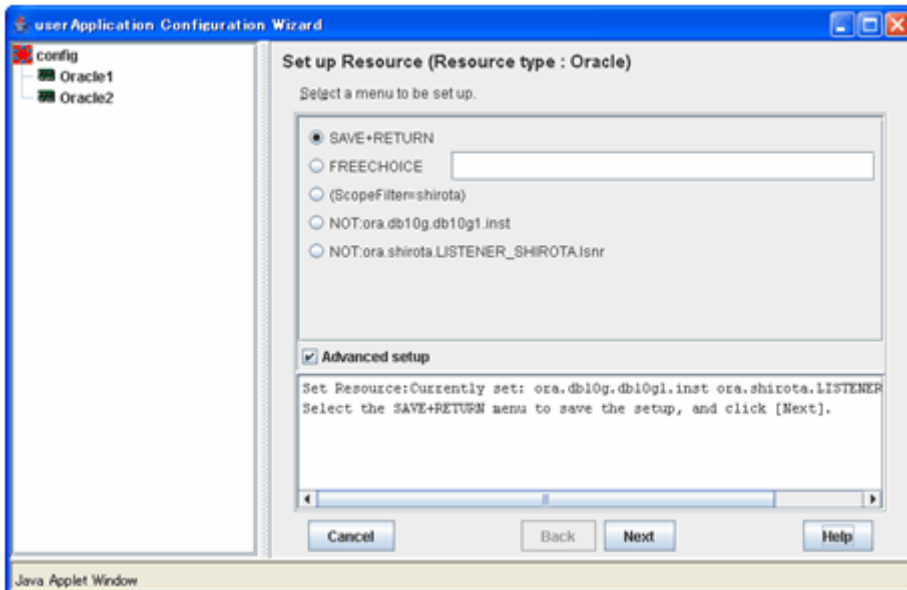 userApplication Configuration Wizard
config
Oracle1
Oracle2
Set up Resource (Resource type : Oracle)
Select a menu to be set up.
SAVE+RETURN
FREECHOICE
(ScopeFilter=shirota)
NOT:ora.db10g.db10g1.inst
NOT:ora.shirota.LISTENER_SHIROTA.lsnr
Advanced setup
Set Resource:Currently set: ora.db10g.db10g1.inst ora.shirota.LISTENER
Select the SAVE+RETURN menu to save the setup, and click [Next].
Cancel
Back
Next
Help
Java Applet Window